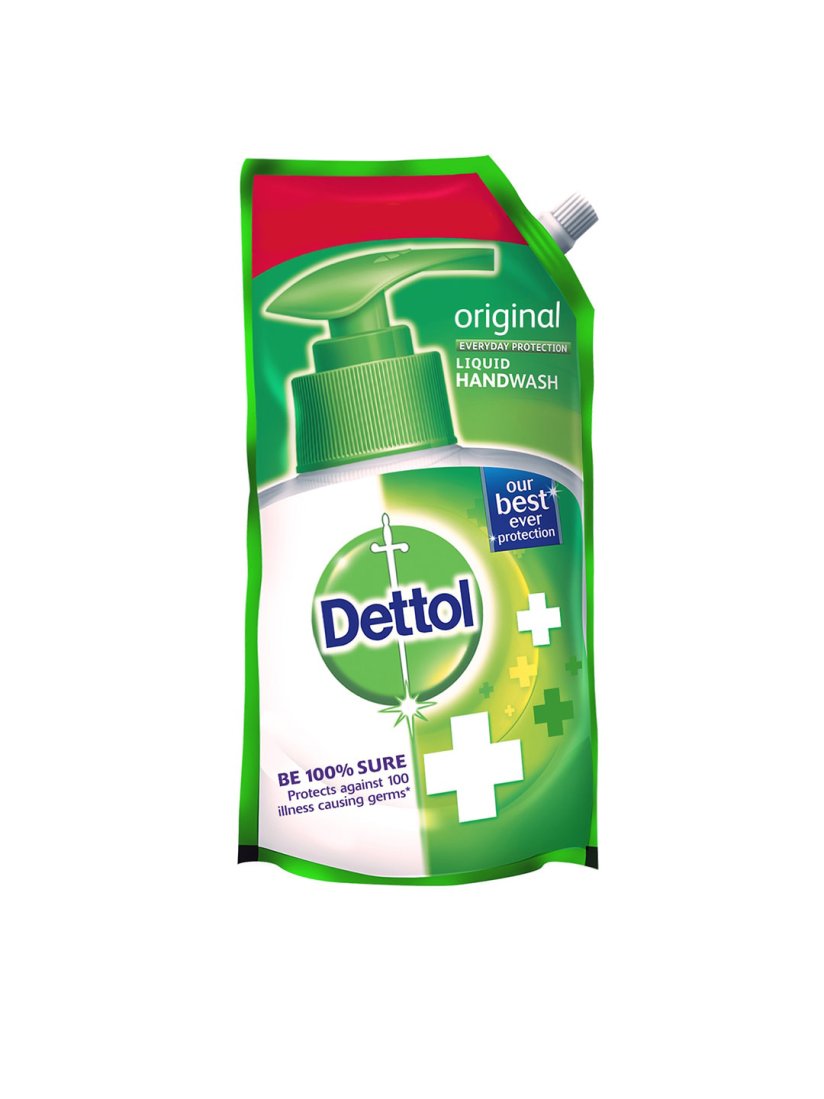 original
EVERYDAY PROTECTION
LIQUID
HANDWASH
our
best
ever
protection
Dettol
BE 100% SURE
Protects against 100
illness causing germs*